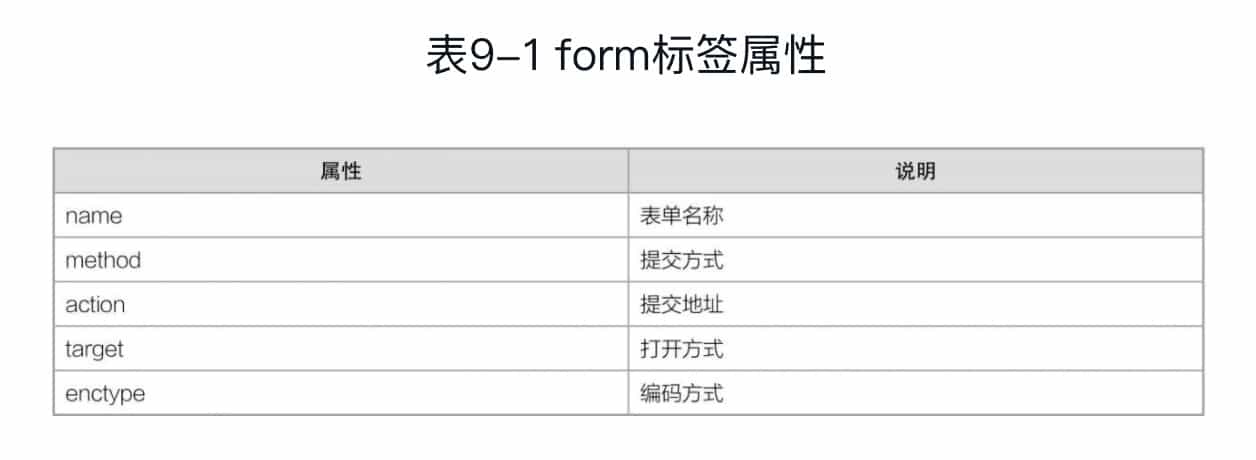 表9-1 form标签属性
属性 说明
name 表单名称
method 提交方式
action 提交地址
target 打开方式
enctype 编码方式